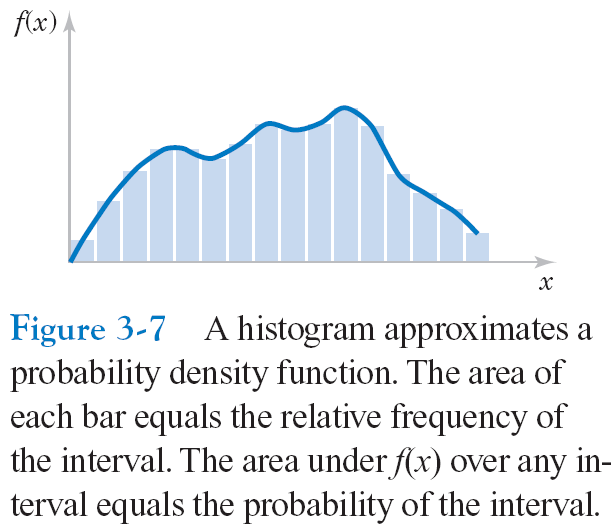 f(x)
x
Figure 3-7 A histogram approximates a
probability density function. The area of
each bar equals the relative frequency of
the interval. The area under f(x) over any in-
terval equals the probability of the interval.